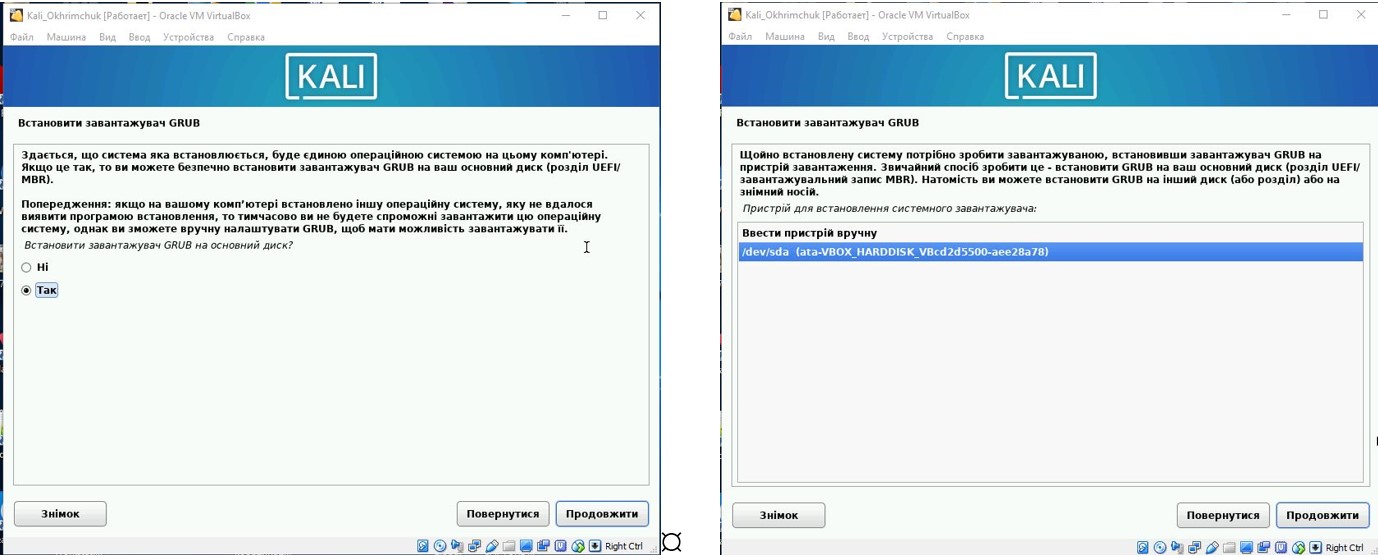 Kali_Okhrimchuk [Работает] - Oracle VM VirtualBox
Файл Машина Вид Ввод Устройства Справка
KALI
Встановити завантажувач GRUB
Здається, що система яка встановлюється, буде єдиною операційною системою на цьому комп'ютері.
Якщо це так, то ви можете безпечно встановити завантажувач GRUB на ваш основний диск (розділ UEFI/
MBR).
Попередження: якщо на вашому комп’ютері встановлено іншу операційну систему, яку не вдалося
виявити програмою встановлення, то тимчасово ви не будете спроможні завантажити цю операційну
систему, однак ви зможете вручну налаштувати GRUB, щоб мати можливість завантажувати її.
Встановити завантажувач GRUB на основний диск?
Ні
Так
Знімок Повернутися Продовжити
Right Ctrl
Kali_Okhrimchuk [Работает] - Oracle VM VirtualBox
Файл Машина Вид Ввод Устройства Справка
KALI
Встановити завантажувач GRUB
Щойно встановлену систему потрібно зробити завантажуваною, встановивши завантажувач GRUB на
пристрій завантаження. Звичайний спосіб зробити це - встановити GRUB на ваш основний диск (розділ UEFI/
завантажувальний запис MBR). Натомість ви можете встановити GRUB на інший диск (або розділ) або на
знімний носій.
Пристрій для встановлення системного завантажувача:
Ввести пристрій вручну
/dev/sda (ata-VBOX_HARDDISK_VBcd2d5500-aee28a78)
Знімок Повернутися Продовжити
Right Ctrl